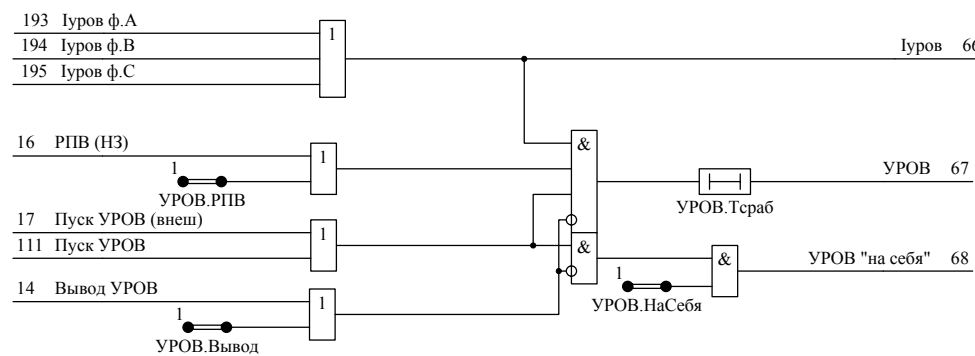 193 Iуров ф.А
1
194 Iуров ф.В
Iуров 66
195 Iуров ф.С
16 РПВ (НЗ)
1
&
1
УРОВ.РПВ
УРОВ 67
УРОВ.Тсраб
17 Пуск УРОВ (внеш)
1
111 Пуск УРОВ
&
&
УРОВ "на себя" 68
1
УРОВ.НаСебя
14 Вывод УРОВ
1
1
УРОВ.Вывод